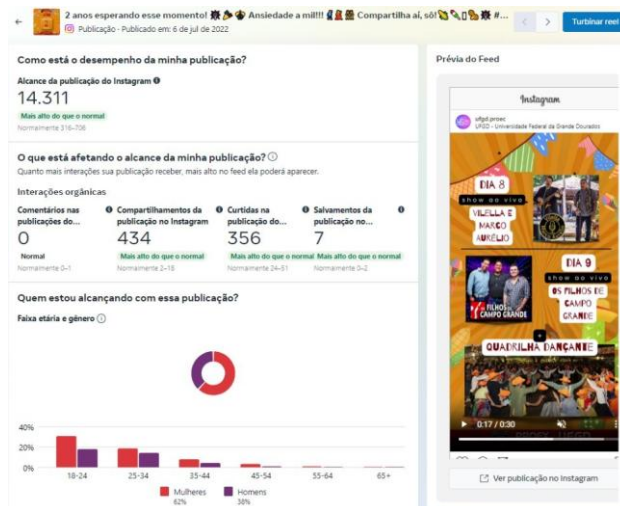 2 anos esperando esse momento! Ansiedade a mil!!! Compartilha aí, sô! #...
Publicação · Publicado em: 6 de jul de 2022
Turbinar reel
Como está o desempenho da minha publicação?
Alcance da publicação do Instagram
14.311
Mais alto do que o normal
Normalmente 316–706
O que está afetando o alcance da minha publicação?
Quanto mais interações sua publicação receber, mais alto no feed ela poderá aparecer.
Interações orgânicas
Comentários nas publicações do...
0
Normal
Normalmente 0–1
Compartilhamentos da publicação no Instagram
434
Mais alto do que o normal
Normalmente 2–16
Curtidas na publicação do...
356
Mais alto do que o normal
Normalmente 24–51
Salvamentos da publicação no...
7
Mais alto do que o normal
Normalmente 0–2
Quem estou alcançando com essa publicação?
Faixa etária e gênero
40%
20%
0%
18-24 25-34 35-44 45-54 55-64 65+
Mulheres
62%
Homens
38%
Prévia do Feed
Instagram
ufgd.proec
UFGD - Universidade Federal da Grande Dourados
DIA 8
show ao vivo
VILELLA E
MARCO
AURÉLIO
DIA 9
show ao vivo
OS FILHOS DE
CAMPO
GRANDE
FILHOS
CAMPO GRANDE
+
QUADRILHA DANÇANTE
0:17 / 0:30
Ver publicação no Instagram